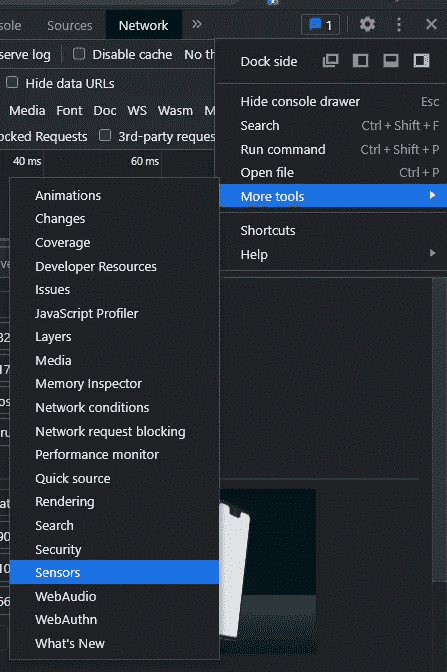 sole Sources Network » 1
serve log Disable cache No th
Hide data URLs
Media Font Doc WS Wasm M
ocked Requests 3rd-party reque
40 ms 60 ms
Dock side
Hide console drawer Esc
Search Ctrl + Shift + F
Run command Ctrl + Shift + P
Open file Ctrl + P
More tools
Shortcuts
Help
Animations
Changes
Coverage
Developer Resources
Issues
JavaScript Profiler
Layers
Media
Memory Inspector
Network conditions
Network request blocking
Performance monitor
Quick source
Rendering
Search
Security
Sensors
WebAudio
WebAuthn
What's New